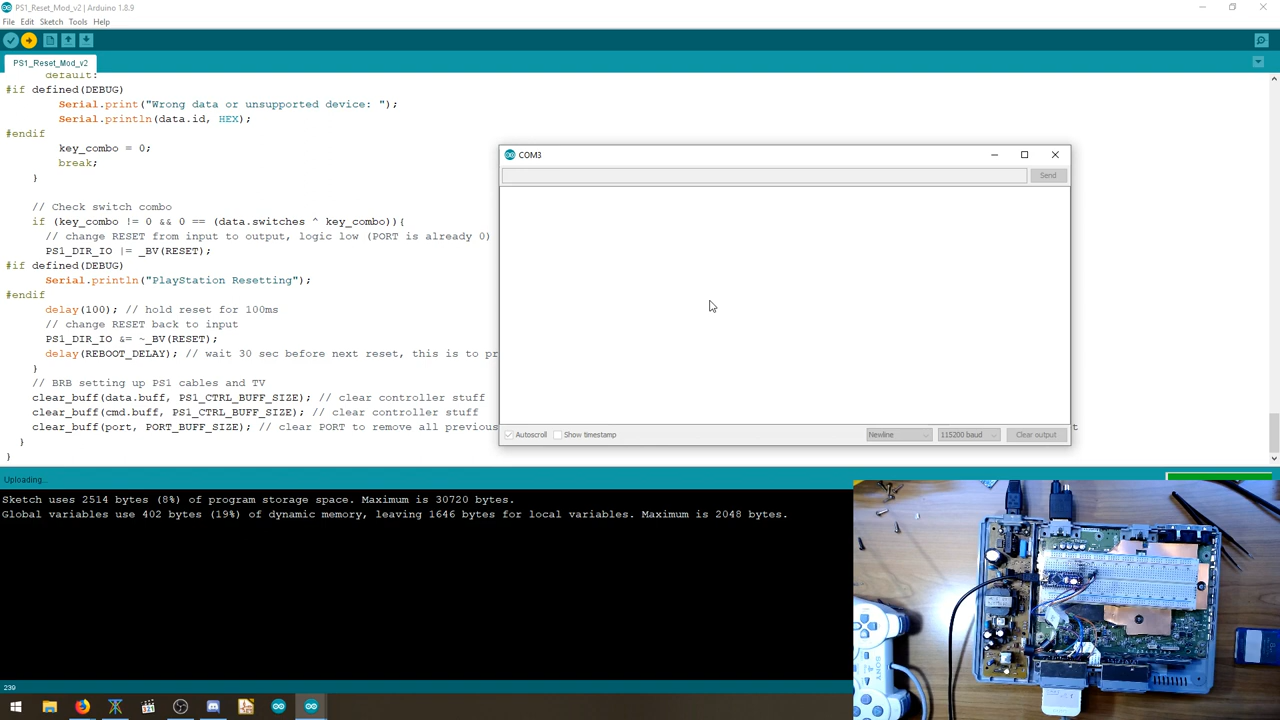 PS1_Reset_Mod_v2 | Arduino 1.8.9
File Edit Sketch Tools Help
PS1_Reset_Mod_v2
default:
#if defined(DEBUG)
Serial.print("Wrong data or unsupported device: ");
Serial.println(data.id, HEX);
#endif
key_combo = 0;
break;
}
// Check switch combo
if (key_combo != 0 && 0 == (data.switches ^ key_combo)){
// change RESET from input to output, logic low (PORT is already 0)
PS1_DIR_IO |= _BV(RESET);
#if defined(DEBUG)
Serial.println("PlayStation Resetting");
#endif
delay(100); // hold reset for 100ms
// change RESET back to input
PS1_DIR_IO &= ~_BV(RESET);
delay(REBOOT_DELAY); // wait 30 sec before next reset, this is to pr
}
// BRB setting up PS1 cables and TV
clear_buff(data.buff, PS1_CTRL_BUFF_SIZE); // clear controller stuff
clear_buff(cmd.buff, PS1_CTRL_BUFF_SIZE); // clear controller stuff
clear_buff(port, PORT_BUFF_SIZE); // clear PORT to remove all previous t
}
}
COM3
Send
Autoscroll Show timestamp Newline 115200 baud Clear output
Uploading...
Sketch uses 2514 bytes (8%) of program storage space. Maximum is 30720 bytes.
Global variables use 402 bytes (19%) of dynamic memory, leaving 1646 bytes for local variables. Maximum is 2048 bytes.
SONY
239